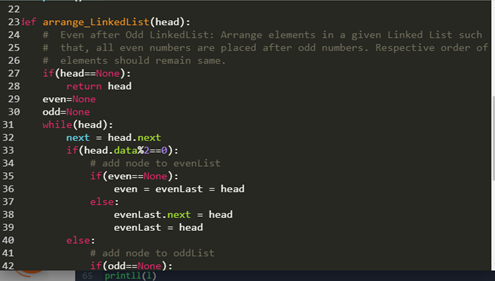 22
23 def arrange_LinkedList(head):
24     #  Even after Odd LinkedList: Arrange elements in a given Linked List such
25     #  that, all even numbers are placed after odd numbers. Respective order of
26     #  elements should remain same.
27     if(head==None):
28         return head
29     even=None
30     odd=None
31     while(head):
32         next = head.next
33         if(head.data%2==0):
34             # add node to evenList
35             if(even==None):
36                 even = evenLast = head
37             else:
38                 evenLast.next = head
39                 evenLast = head
40         else:
41             # add node to oddList
42             if(odd==None):
65 printll(l)